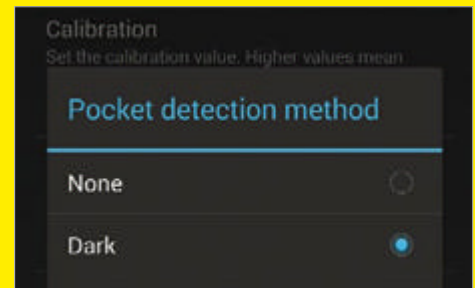 Calibration
Set the calibration value. Higher values mean
Pocket detection method
None
Dark